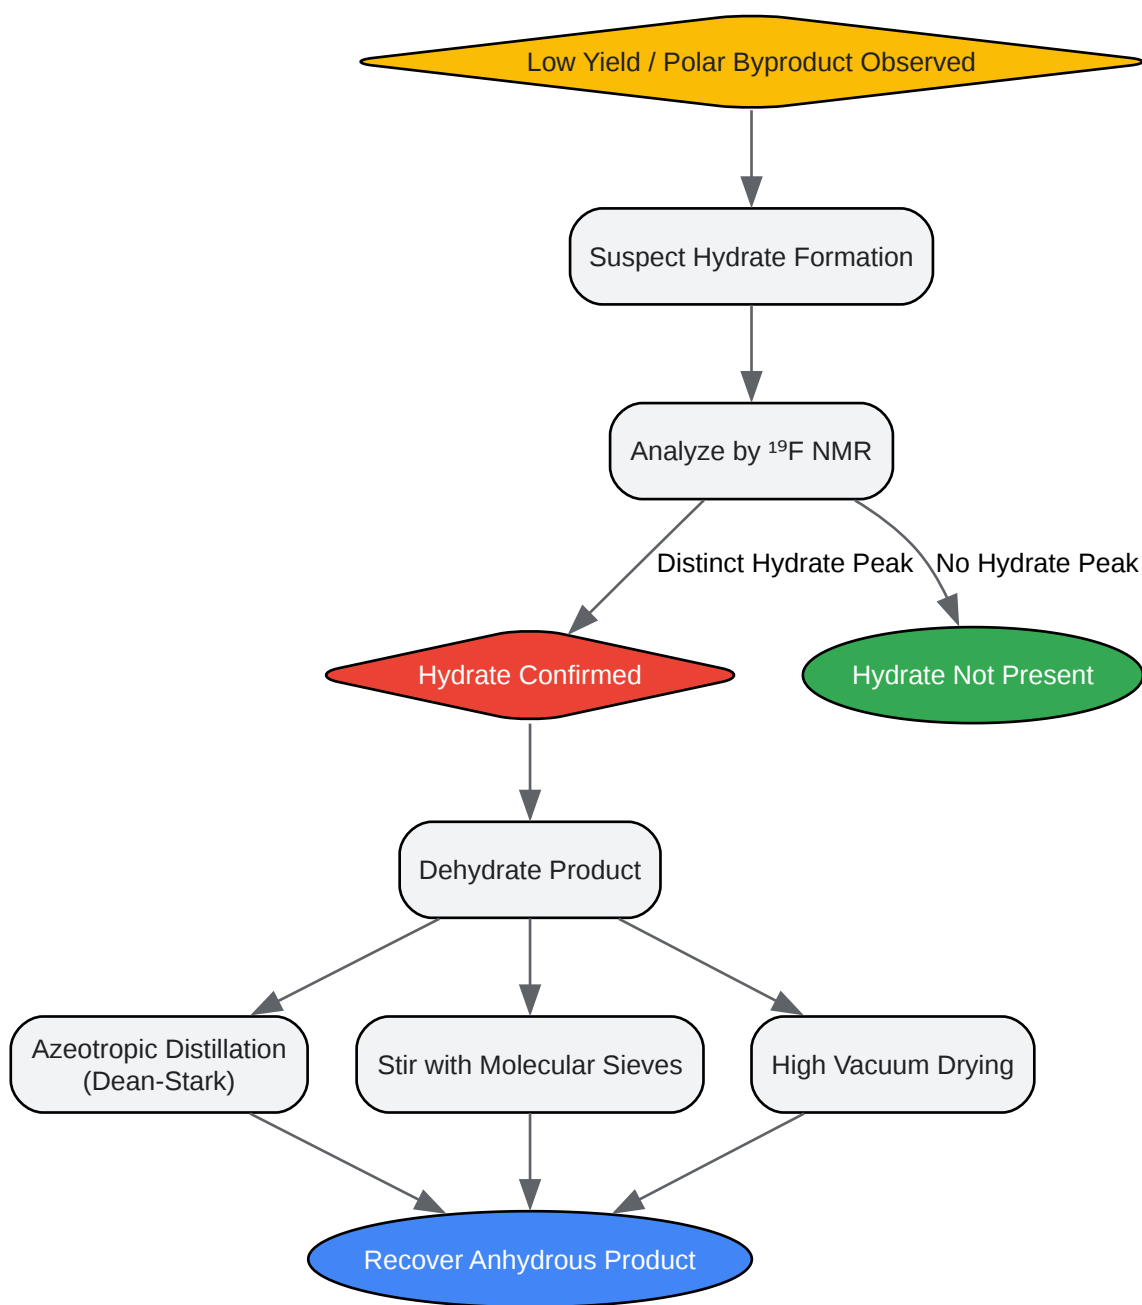 Low Yield / Polar Byproduct Observed
Suspect Hydrate Formation
Analyze by ¹⁹F NMR
Distinct Hydrate Peak
No Hydrate Peak
Hydrate Confirmed
Hydrate Not Present
Dehydrate Product
Azeotropic Distillation
(Dean-Stark)
Stir with Molecular Sieves
High Vacuum Drying
Recover Anhydrous Product